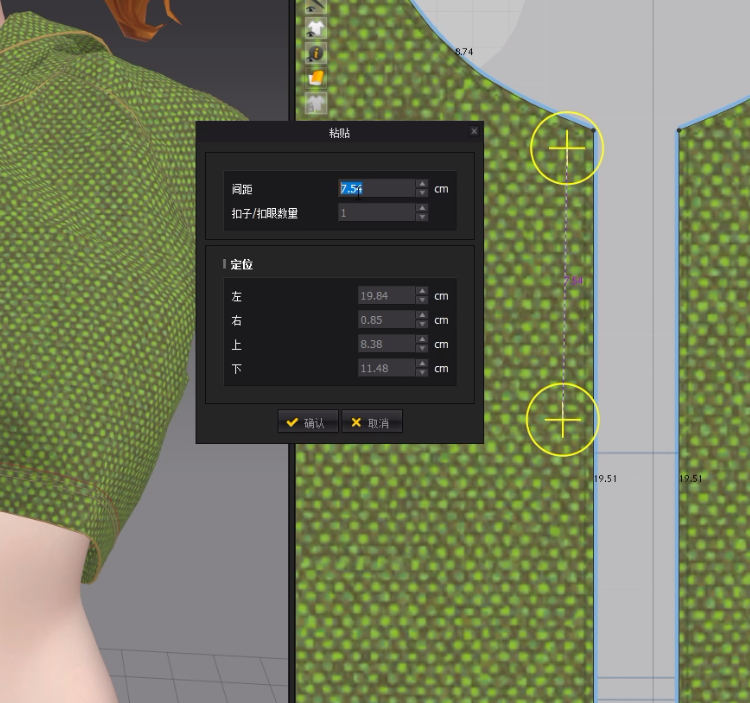 8.74
粘贴
间距 7.54 cm
扣子/扣眼数量 1
定位
左 19.84 cm
右 0.85 cm
上 8.38 cm
下 11.48 cm
确认 取消
19.51 19.51